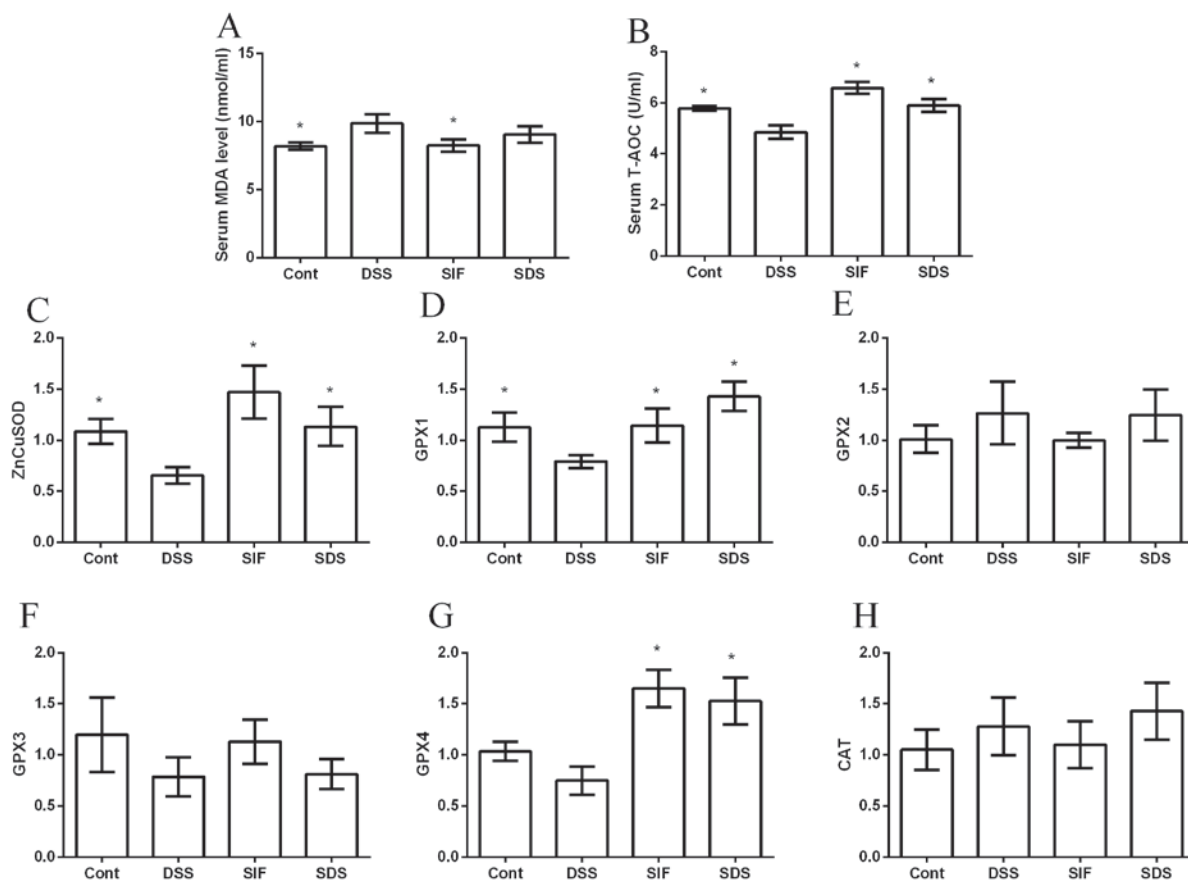 A
Serum MDA level (nmol/ml)
15
10
5
0
*
*
Cont DSS SIF SDS
B
Serum T-AOC (U/ml)
8
6
4
2
0
*
*
*
Cont DSS SIF SDS
C
ZnCuSOD
2.0
1.5
1.0
0.5
0.0
*
*
*
Cont DSS SIF SDS
D
GPX1
2.0
1.5
1.0
0.5
0.0
*
*
*
Cont DSS SIF SDS
E
GPX2
2.0
1.5
1.0
0.5
0.0
Cont DSS SIF SDS
F
GPX3
2.0
1.5
1.0
0.5
0.0
Cont DSS SIF SDS
G
GPX4
2.0
1.5
1.0
0.5
0.0
*
*
Cont DSS SIF SDS
H
CAT
2.0
1.5
1.0
0.5
0.0
Cont DSS SIF SDS